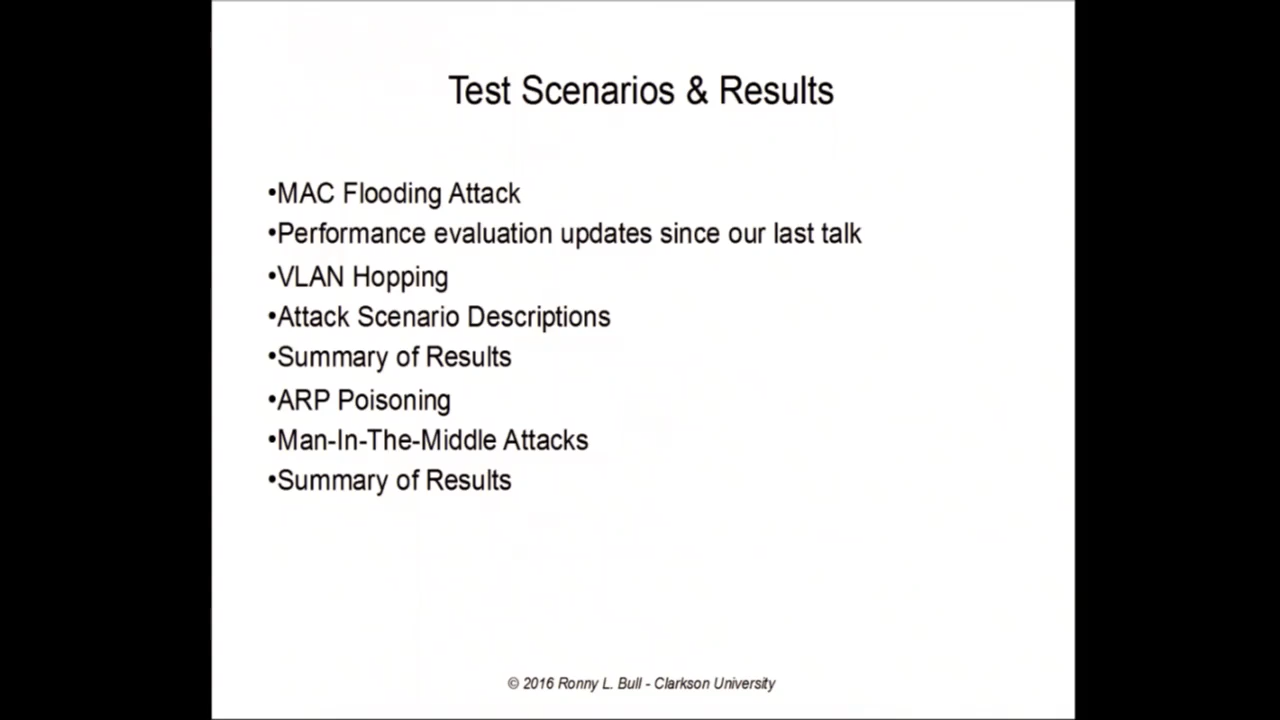 Test Scenarios & Results
•MAC Flooding Attack
•Performance evaluation updates since our last talk
•VLAN Hopping
•Attack Scenario Descriptions
•Summary of Results
•ARP Poisoning
•Man-In-The-Middle Attacks
•Summary of Results
© 2016 Ronny L. Bull - Clarkson University